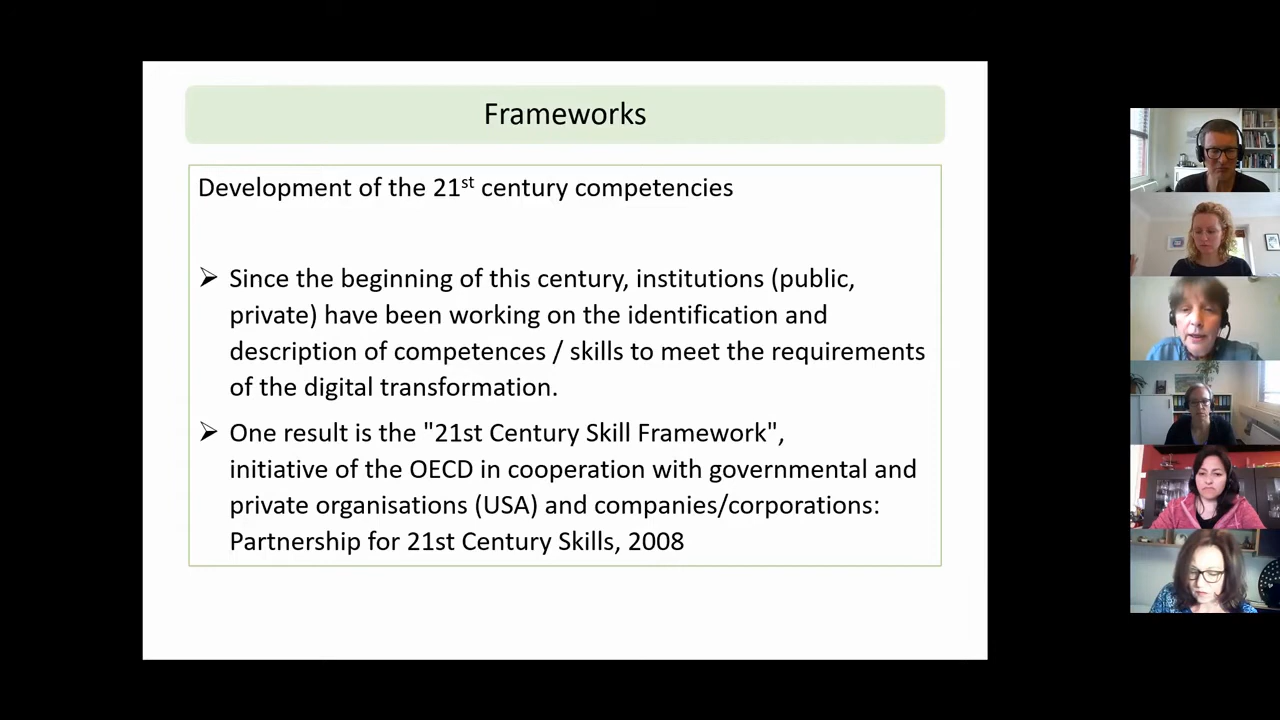 Frameworks
Development of the 21st century competencies
➢ Since the beginning of this century, institutions (public,
private) have been working on the identification and
description of competences / skills to meet the requirements
of the digital transformation.
➢ One result is the "21st Century Skill Framework",
initiative of the OECD in cooperation with governmental and
private organisations (USA) and companies/corporations:
Partnership for 21st Century Skills, 2008